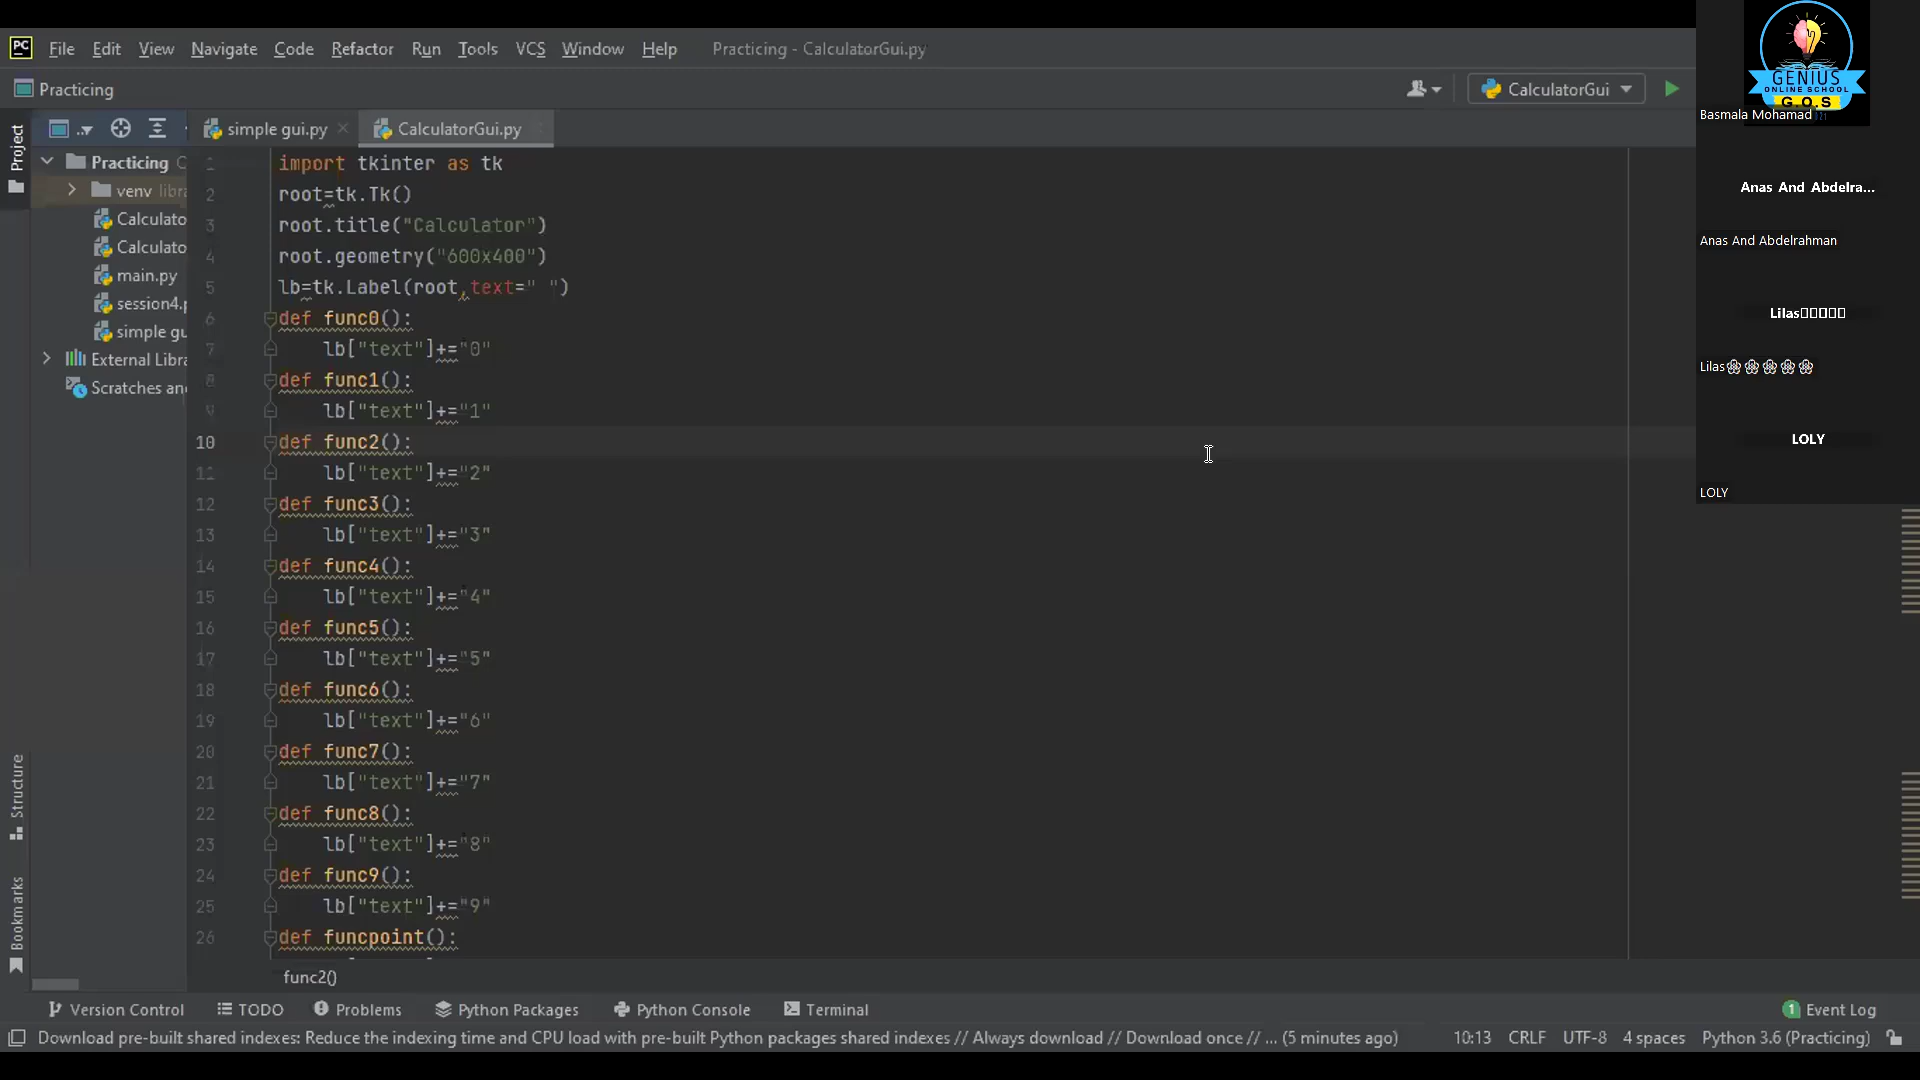 PC File Edit View Navigate Code Refactor Run Tools VCS Window Help Practicing - CalculatorGui.py
Practicing CalculatorGui
Project simple gui.py CalculatorGui.py
Practicing C
venv libra
Calculato
Calculato
main.py
session4.p
simple gu
External Libra
Scratches and
Structure
Bookmarks
1 import tkinter as tk
2 root=tk.Tk()
3 root.title("Calculator")
4 root.geometry("600x400")
5 lb=tk.Label(root,text=" ")
6 def func0():
7 lb["text"]+="0"
8 def func1():
9 lb["text"]+="1"
10 def func2():
11 lb["text"]+="2"
12 def func3():
13 lb["text"]+="3"
14 def func4():
15 lb["text"]+="4"
16 def func5():
17 lb["text"]+="5"
18 def func6():
19 lb["text"]+="6"
20 def func7():
21 lb["text"]+="7"
22 def func8():
23 lb["text"]+="8"
24 def func9():
25 lb["text"]+="9"
26 def funcpoint():
func2()
Version Control TODO Problems Python Packages Python Console Terminal 1 Event Log
Download pre-built shared indexes: Reduce the indexing time and CPU load with pre-built Python packages shared indexes // Always download // Download once // ... (5 minutes ago) 10:13 CRLF UTF-8 4 spaces Python 3.6 (Practicing)
GENIUS
ONLINE SCHOOL
G.O.S
Basmala Mohamad
Anas And Abdelra...
Anas And Abdelrahman
Lilas
Lilas🏵🏵🏵🏵🏵
LOLY
LOLY